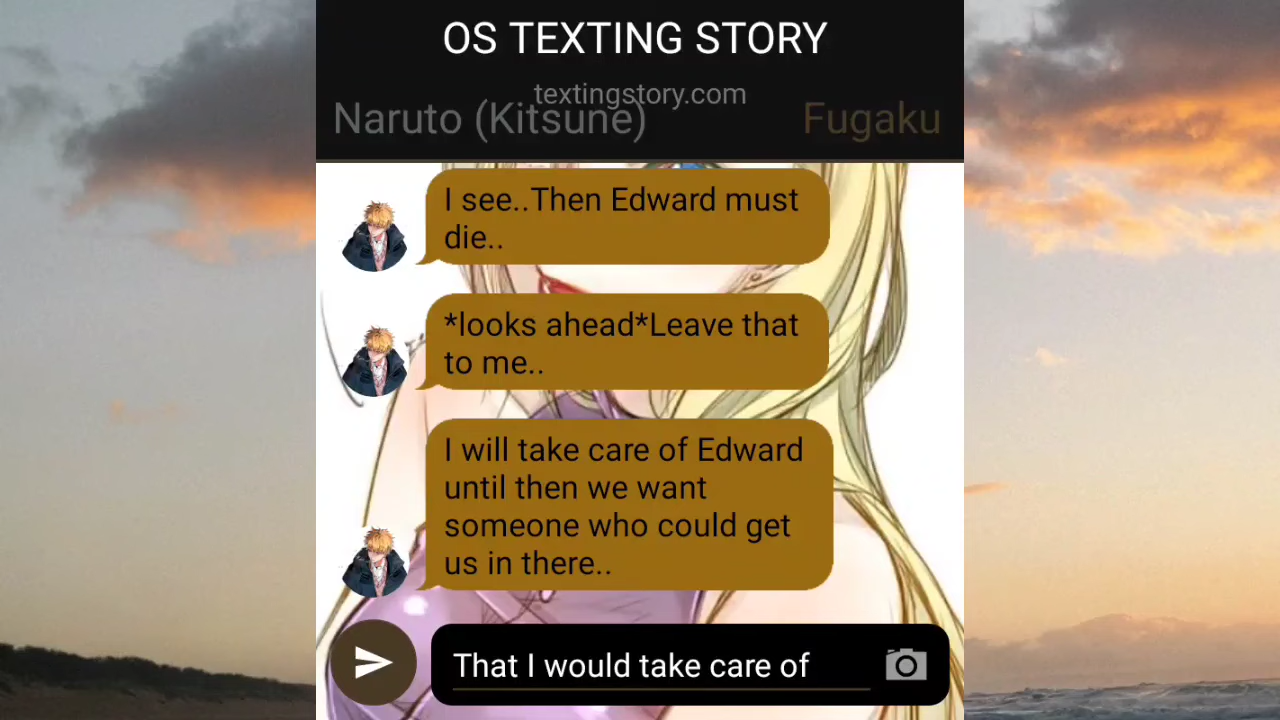 OS TEXTING STORY
textingstory.com
Naruto (Kitsune) Fugaku
I see..Then Edward must
die..
*looks ahead*Leave that
to me..
I will take care of Edward
until then we want
someone who could get
us in there..
That I would take care of